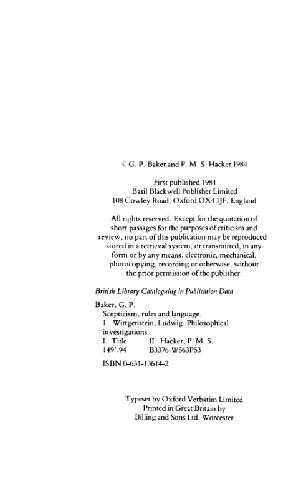 © G. P. Baker and P. M. S. Hacker 1984
First published 1984
Basil Blackwell Publisher Limited
108 Cowley Road, Oxford OX4 1JF, England
All rights reserved. Except for the quotation of
short passages for the purposes of criticism and
review, no part of this publication may be reproduced
stored in a retrieval system, or transmitted, in any
form or by any means, electronic, mechanical,
photocopying, recording or otherwise, without
the prior permission of the publisher.
British Library Cataloguing in Publication Data
Baker, G. P.
Scepticism, rules and language.
1. Wittgenstein, Ludwig. Philosophical
investigations
I. Title II. Hacker, P. M. S.
149'.94 B3376.W563P53
ISBN 0-631-13614-2
Typeset by Oxford Verbatim Limited
Printed in Great Britain by
Billing and Sons Ltd, Worcester